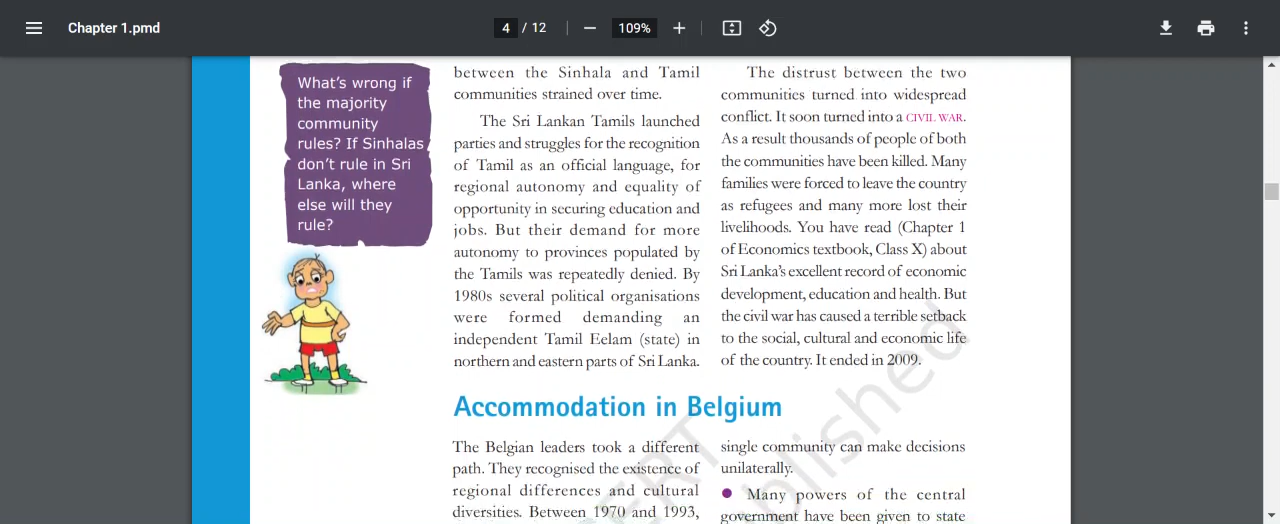 Chapter 1.pmd
4 / 12
109%
What's wrong if
the majority
community
rules? If Sinhalas
don't rule in Sri
Lanka, where
else will they
rule?
between the Sinhala and Tamil
communities strained over time.
The Sri Lankan Tamils launched
parties and struggles for the recognition
of Tamil as an official language, for
regional autonomy and equality of
opportunity in securing education and
jobs. But their demand for more
autonomy to provinces populated by
the Tamils was repeatedly denied. By
1980s several political organisations
were formed demanding an
independent Tamil Eelam (state) in
northern and eastern parts of Sri Lanka.
The distrust between the two
communities turned into widespread
conflict. It soon turned into a CIVIL WAR.
As a result thousands of people of both
the communities have been killed. Many
families were forced to leave the country
as refugees and many more lost their
livelihoods. You have read (Chapter 1
of Economics textbook, Class X) about
Sri Lanka's excellent record of economic
development, education and health. But
the civil war has caused a terrible setback
to the social, cultural and economic life
of the country. It ended in 2009.
Accommodation in Belgium
The Belgian leaders took a different
path. They recognised the existence of
regional differences and cultural
diversities. Between 1970 and 1993,
single community can make decisions
unilaterally.
● Many powers of the central
government have been given to state